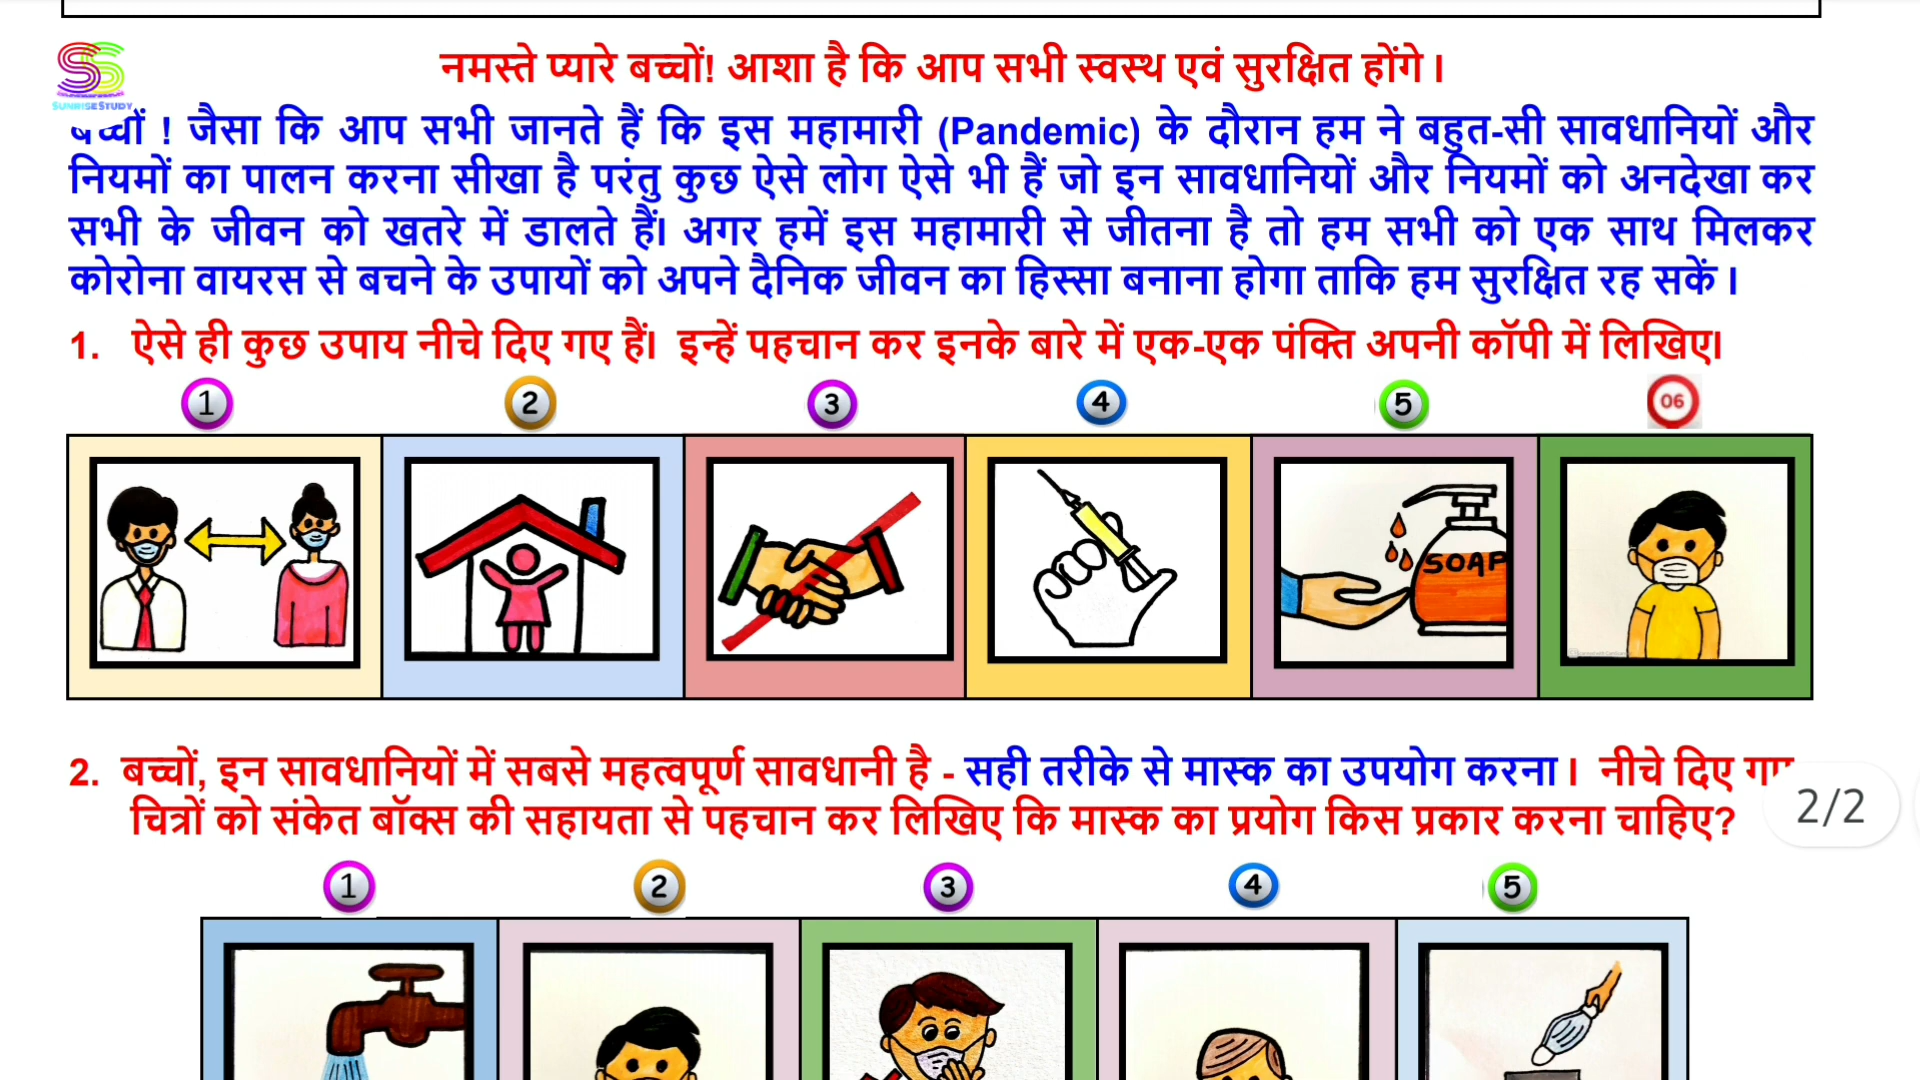 SUNRISE STUDY
नमस्ते प्यारे बच्चों! आशा है कि आप सभी स्वस्थ एवं सुरक्षित होंगे ।
बच्चों ! जैसा कि आप सभी जानते हैं कि इस महामारी (Pandemic) के दौरान हम ने बहुत-सी सावधानियों और
नियमों का पालन करना सीखा है परंतु कुछ ऐसे लोग ऐसे भी हैं जो इन सावधानियों और नियमों को अनदेखा कर
सभी के जीवन को खतरे में डालते हैं। अगर हमें इस महामारी से जीतना है तो हम सभी को एक साथ मिलकर
कोरोना वायरस से बचने के उपायों को अपने दैनिक जीवन का हिस्सा बनाना होगा ताकि हम सुरक्षित रह सकें ।
1. ऐसे ही कुछ उपाय नीचे दिए गए हैं। इन्हें पहचान कर इनके बारे में एक-एक पंक्ति अपनी कॉपी में लिखिए।
1 2 3 4 5 06
SOAP
2. बच्चों, इन सावधानियों में सबसे महत्वपूर्ण सावधानी है - सही तरीके से मास्क का उपयोग करना । नीचे दिए गए
चित्रों को संकेत बॉक्स की सहायता से पहचान कर लिखिए कि मास्क का प्रयोग किस प्रकार करना चाहिए?
2/2
1 2 3 4 5